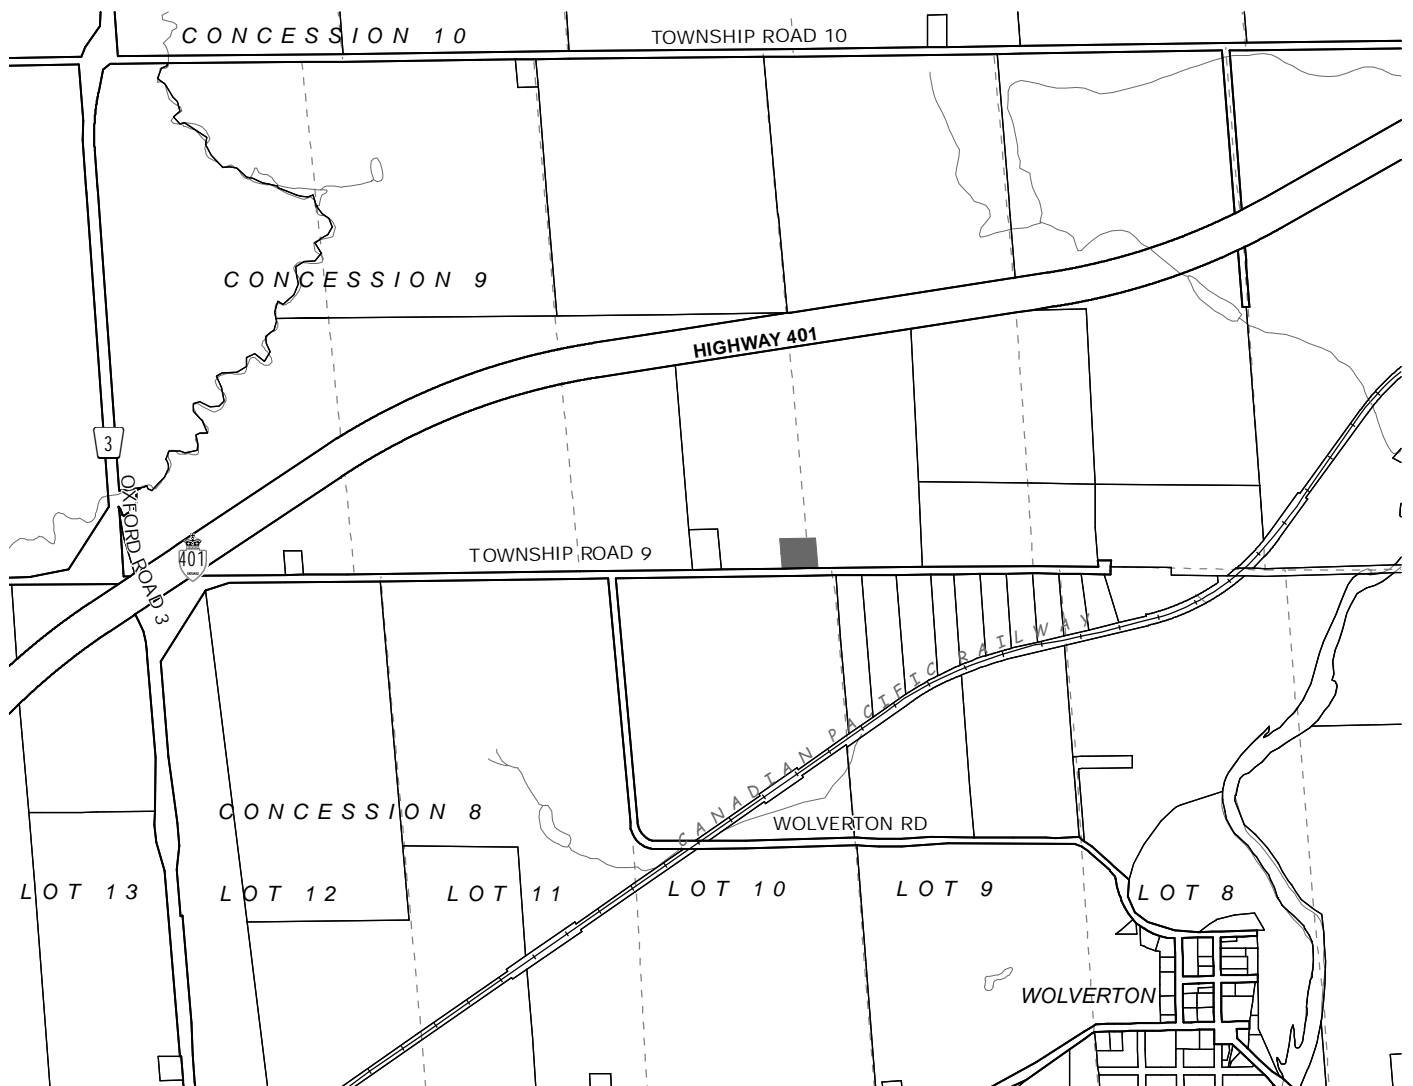 CONCESSION 10
TOWNSHIP ROAD 10
CONCESSION 9
HIGHWAY 401
3
OXFORD ROAD 3
401
TOWNSHIP ROAD 9
CANADIAN PACIFIC RAILWAY
CONCESSION 8
WOLVERTON RD
LOT 13
LOT 12
LOT 11
LOT 10
LOT 9
LOT 8
WOLVERTON